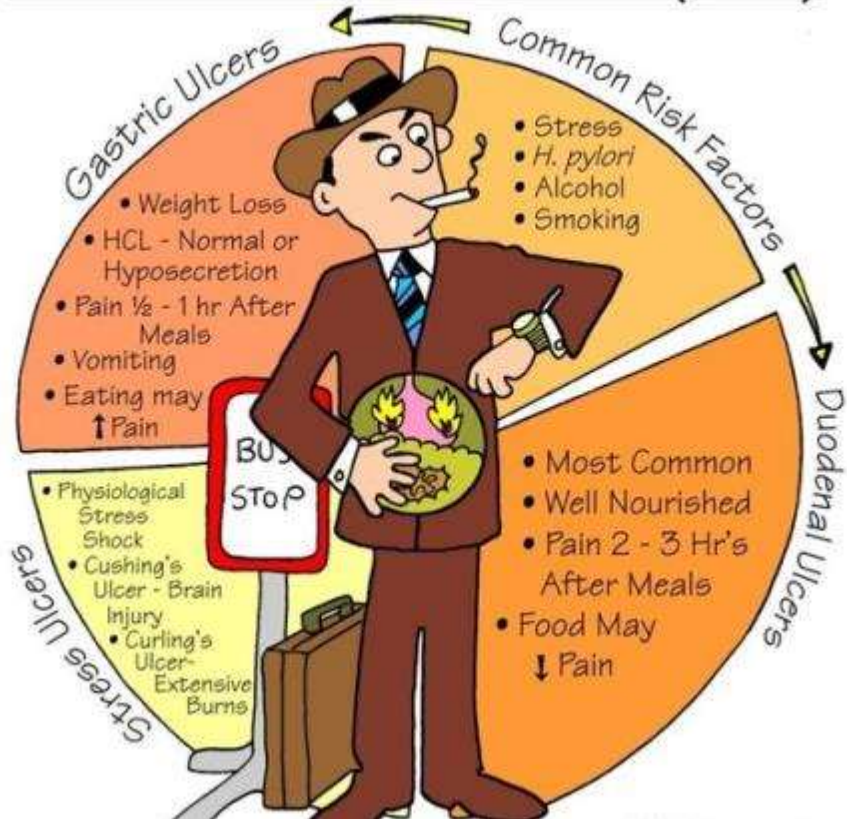 Common Risk Factors
• Stress
• H. pylori
• Alcohol
• Smoking
Gastric Ulcers
• Weight Loss
• HCL - Normal or
Hyposecretion
• Pain ½ - 1 hr After
Meals
• Vomiting
• Eating may
↑ Pain
Duodenal Ulcers
• Most Common
• Well Nourished
• Pain 2 - 3 Hr's
After Meals
• Food May
↓ Pain
Stress Ulcers
• Physiological
Stress
Shock
• Cushing's
Ulcer - Brain
Injury
• Curling's
Ulcer-
Extensive
Burns
BUS
STOP